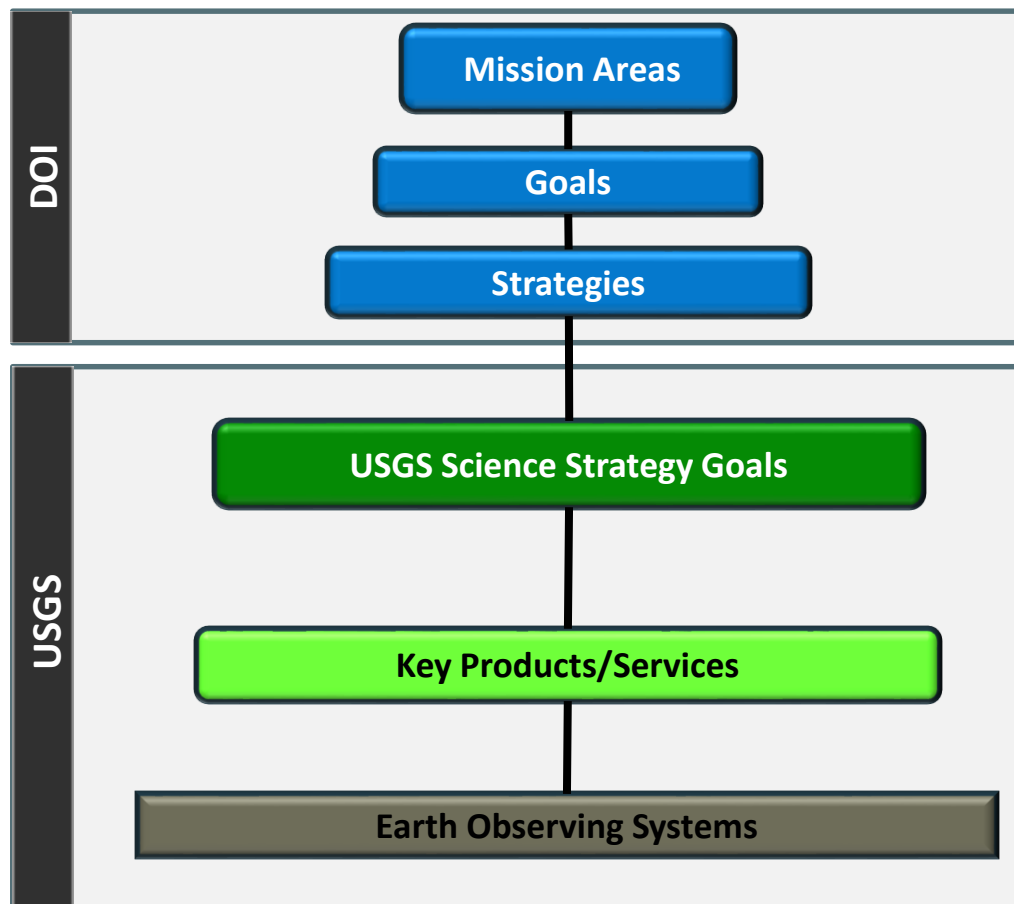 DOI
Mission Areas
Goals
Strategies
USGS
USGS Science Strategy Goals
Key Products/Services
Earth Observing Systems